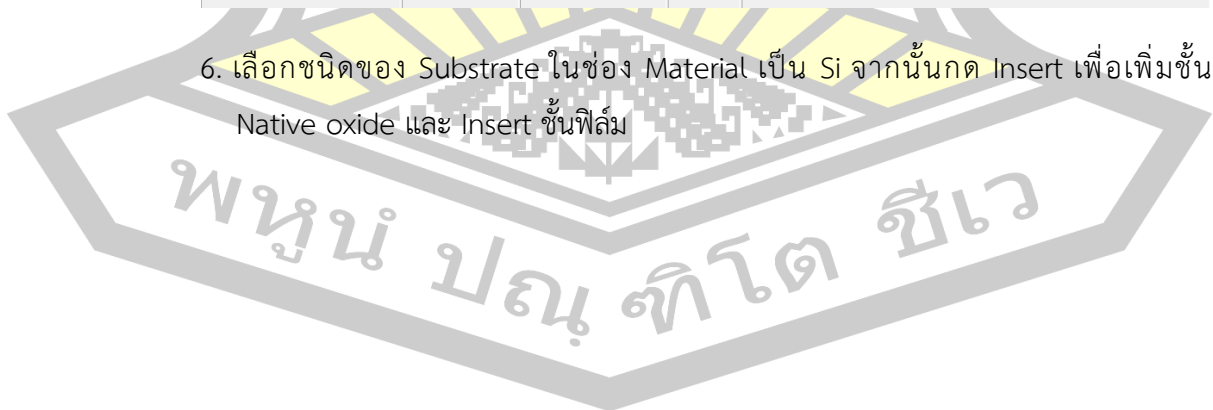 6. เลือกชนิดของ Substrate ในช่อง Material เป็น Si จากนั้นกด Insert เพื่อเพิ่มชั้น
Native oxide และ Insert ชั้นฟิล์ม
พหูนํ ปณฺฑิโต ชีเว